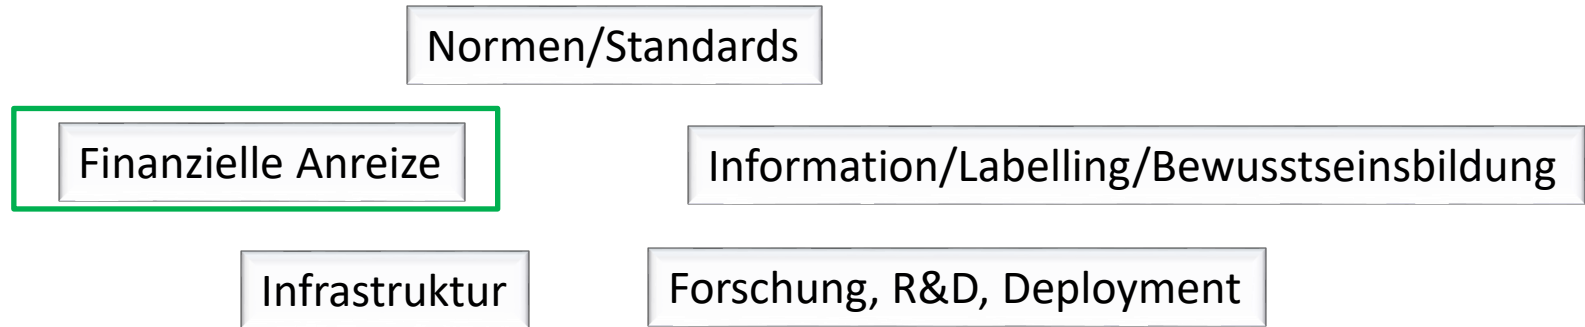 Normen/Standards
Finanzielle Anreize
Information/Labelling/Bewusstseinsbildung
Infrastruktur
Forschung, R&D, Deployment